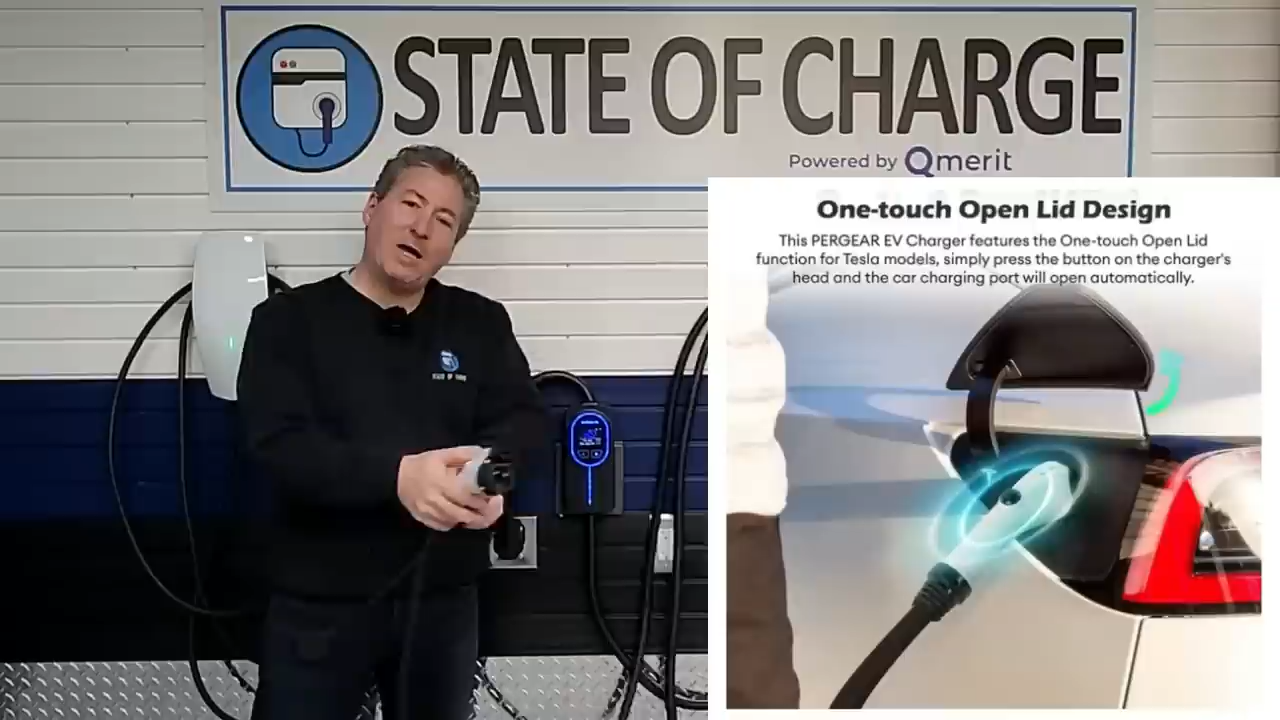 STATE OF CHARGE
Powered by Qmerit
One-touch Open Lid Design
This PERGEAR EV Charger features the One-touch Open Lid
function for Tesla models, simply press the button on the charger's
head and the car charging port will open automatically.